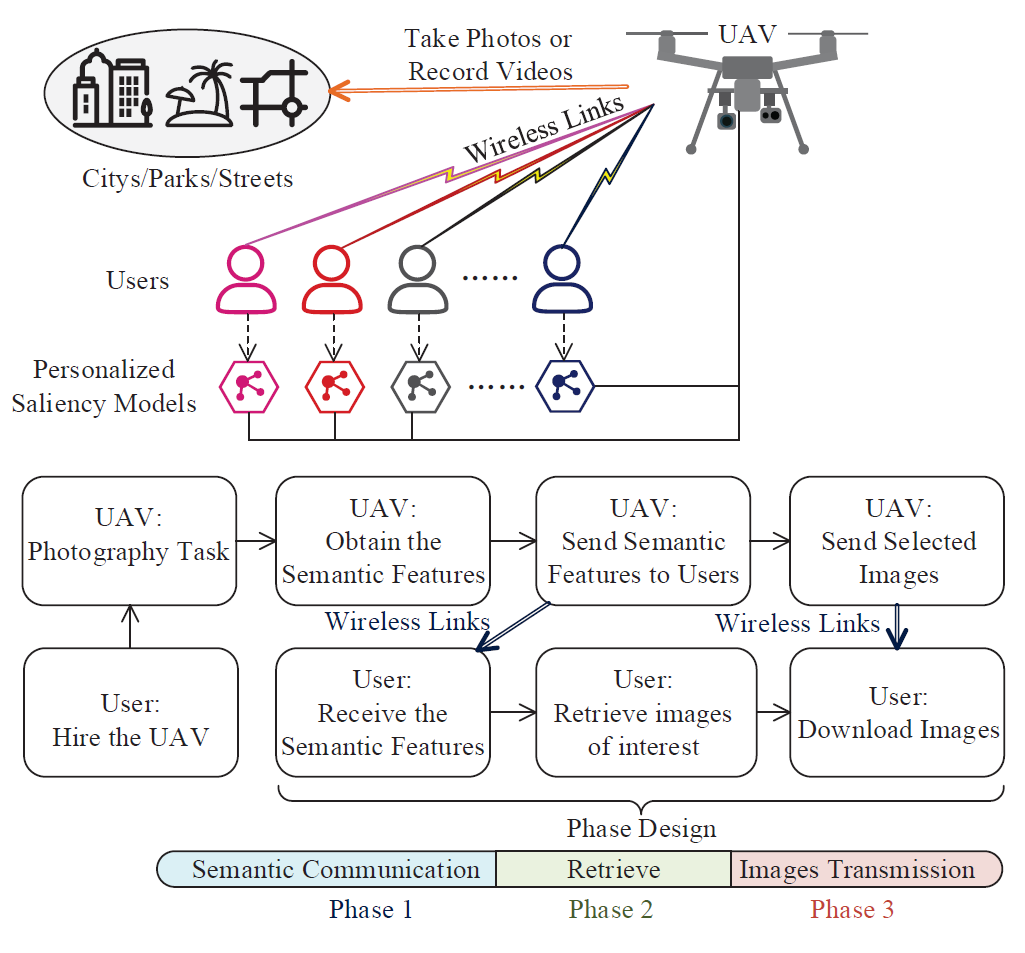 UAV
Take Photos or
Record Videos
Wireless Links
Citys/Parks/Streets
Users
......
Personalized
Saliency Models
......
UAV:
Photography Task
UAV:
Obtain the
Semantic Features
UAV:
Send Semantic
Features to Users
UAV:
Send Selected
Images
Wireless Links
Wireless Links
User:
Hire the UAV
User:
Receive the
Semantic Features
User:
Retrieve images
of interest
User:
Download Images
Phase Design
Semantic Communication
Retrieve
Images Transmission
Phase 1
Phase 2
Phase 3